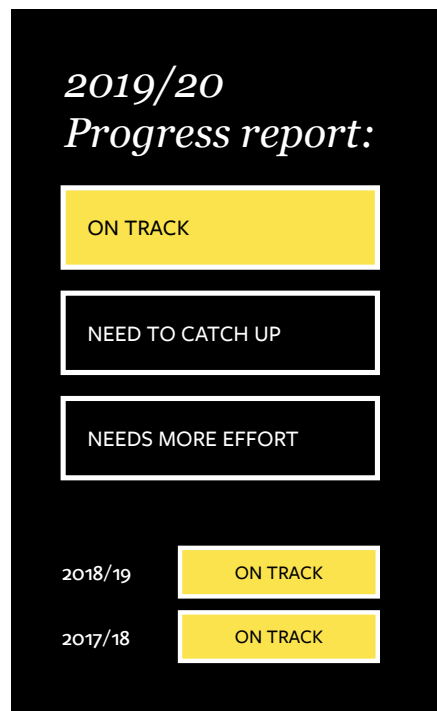 2019/20
Progress report:
ON TRACK
NEED TO CATCH UP
NEEDS MORE EFFORT
2018/19 ON TRACK
2017/18 ON TRACK